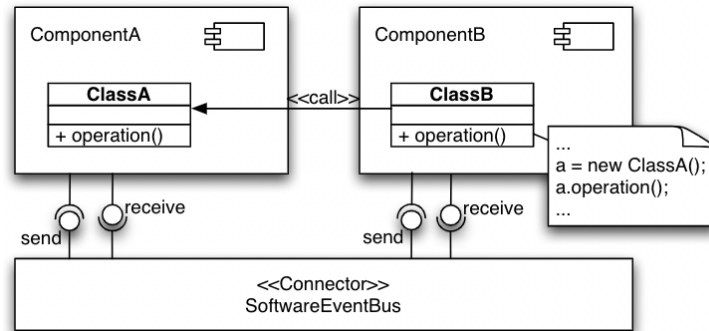 ComponentA
ComponentB
ClassA
<<call>>
ClassB
+ operation()
+ operation()
...
a = new ClassA();
a.operation();
...
receive
send
receive
send
<<Connector>>
SoftwareEventBus